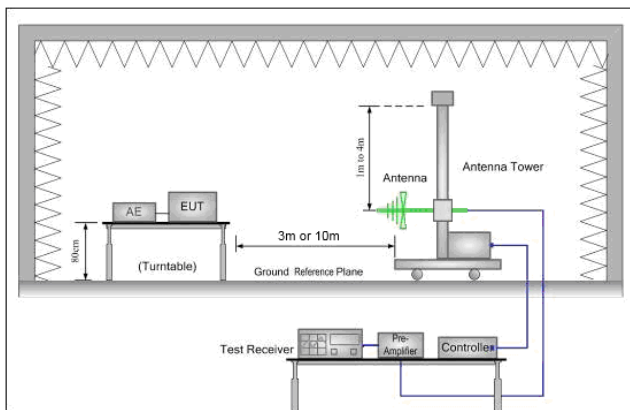 1m to 4m
Antenna
Antenna Tower
AE
EUT
80cm
(Turntable)
3m or 10m
Ground Reference Plane
Test Receiver
Pre-
Amplifier
Controller